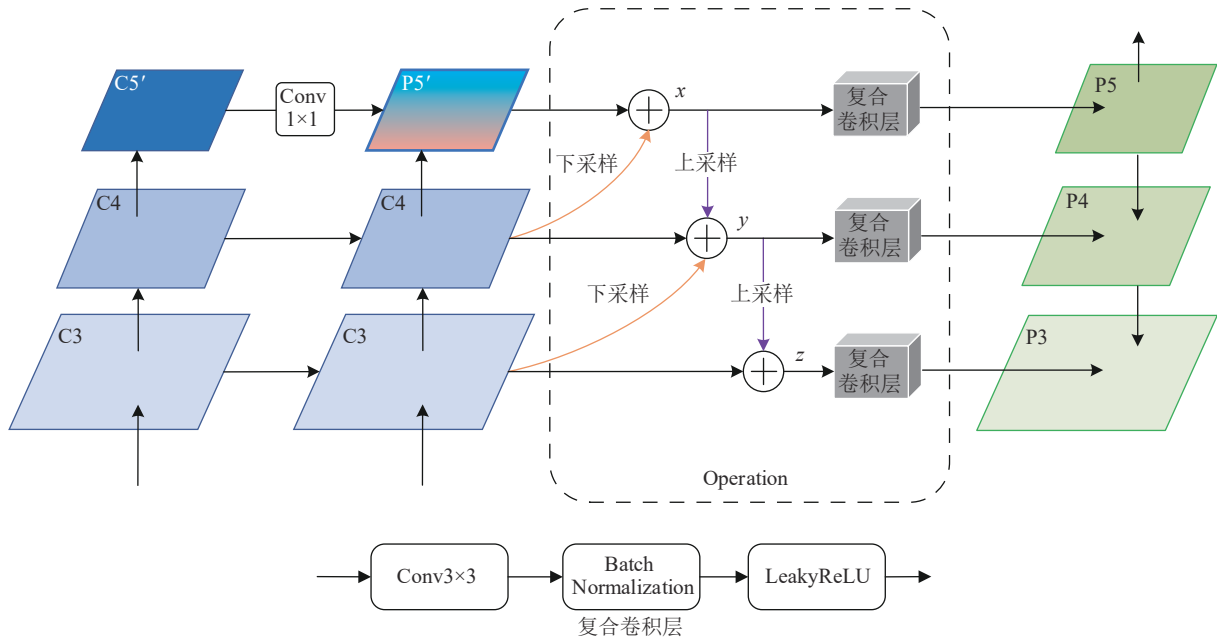 C5′
Conv
1×1
P5′
x
复合
卷积层
P5
下采样
上采样
C4
C4
y
复合
卷积层
P4
下采样
上采样
C3
C3
z
复合
卷积层
P3
Operation
Conv3×3
Batch
Normalization
LeakyReLU
复合卷积层